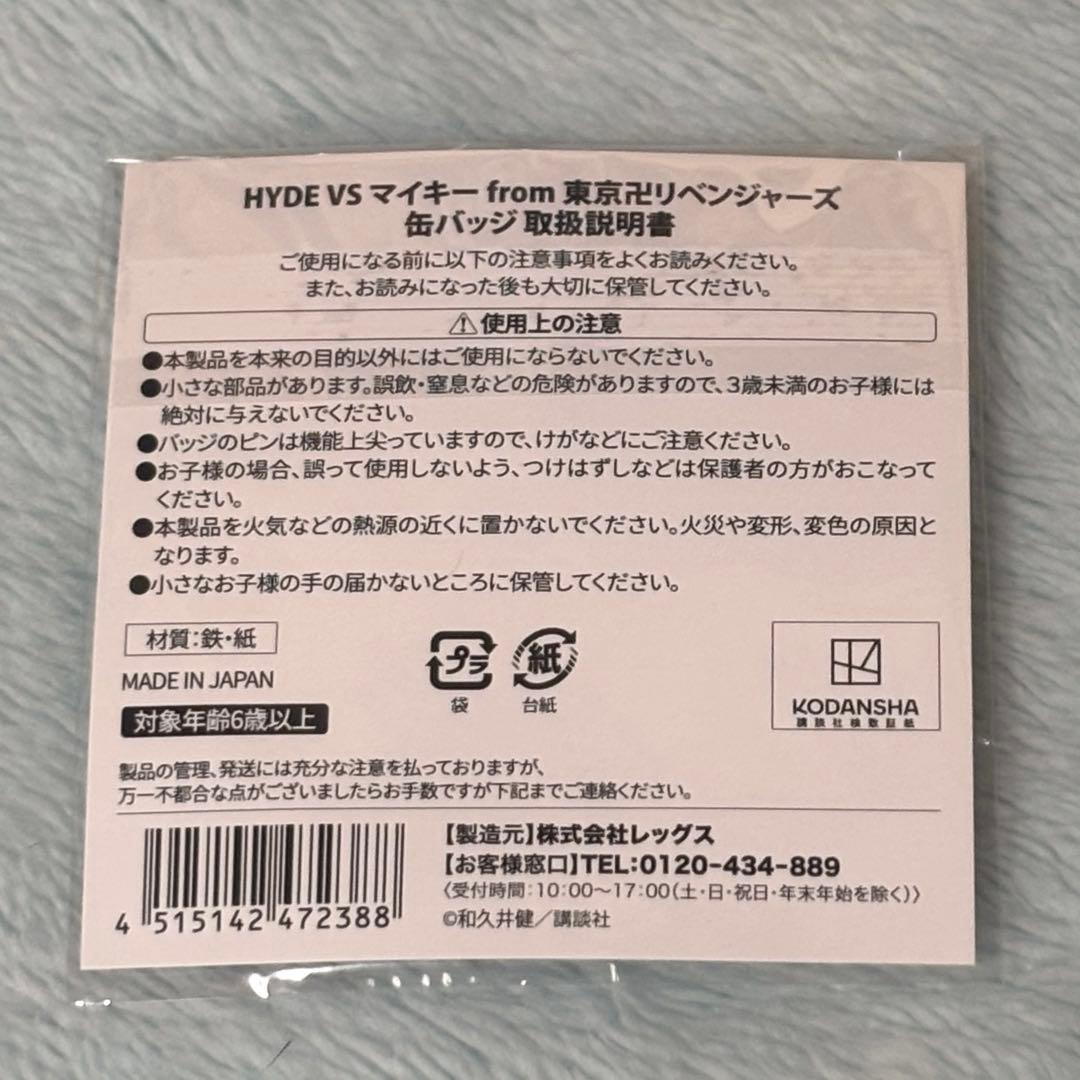 HYDE VS マイキー from 東京卍リベンジャーズ
缶バッジ 取扱説明書
ご使用になる前に以下の注意事項をよくお読みください。
また、お読みになった後も大切に保管してください。
⚠使用上の注意
●本製品を本来の目的以外にはご使用にならないでください。
●小さな部品があります。誤飲・窒息などの危険がありますので、3歳未満のお子様には
絶対に与えないでください。
●バッジのピンは機能上尖っていますので、けがなどにご注意ください。
●お子様の場合、誤って使用しないよう、つけはずしなどは保護者の方がおこなって
ください。
●本製品を火気などの熱源の近くに置かないでください。火災や変形、変色の原因と
なります。
●小さなお子様の手の届かないところに保管してください。
材質:鉄・紙
MADE IN JAPAN
対象年齢6歳以上
プラ
袋
紙
台紙
KODANSHA
講談社検数証紙
製品の管理、発送には充分な注意を払っておりますが、
万一不都合な点がございましたらお手数ですが下記までご連絡ください。
4 515142 472388
【製造元】株式会社レッグス
【お客様窓口】TEL:0120-434-889
〈受付時間:10:00〜17:00(土・日・祝日・年末年始を除く)〉
©和久井健/講談社